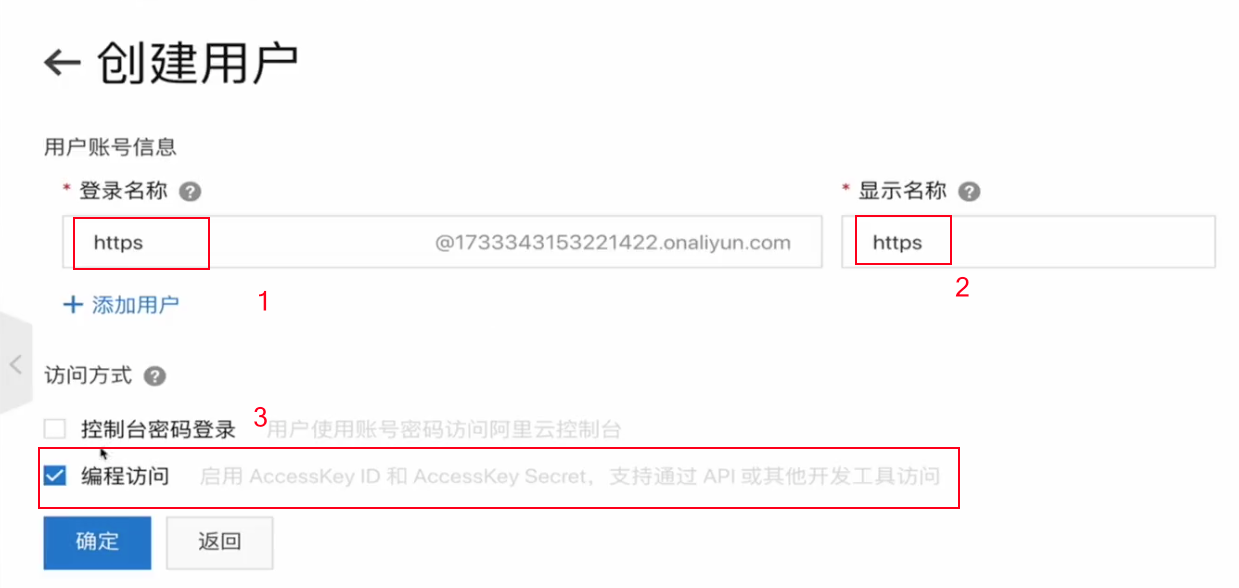 创建用户
用户账号信息
* 登录名称 ?
* 显示名称 ?
https @1733343153221422.onaliyun.com
https
2
+ 添加用户
1
访问方式 ?
控制台密码登录 3 用户使用账号密码访问阿里云控制台
编程访问 启用 AccessKey ID 和 AccessKey Secret，支持通过 API 或其他开发工具访问
确定 返回